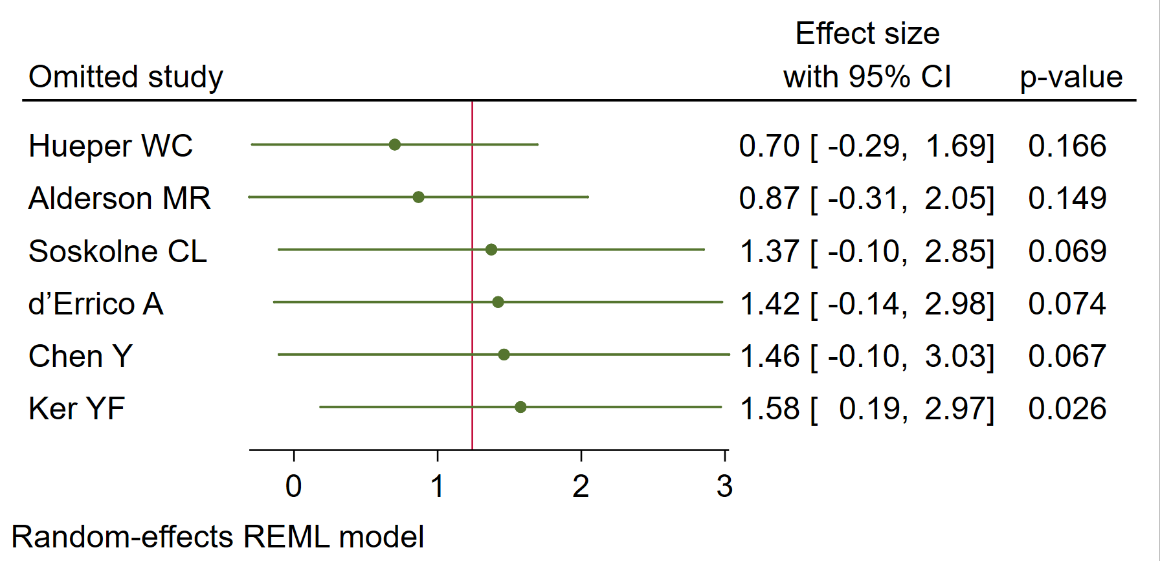 Effect size
Omitted study with 95% CI p-value
Hueper WC 0.70 [ -0.29, 1.69] 0.166
Alderson MR 0.87 [ -0.31, 2.05] 0.149
Soskolne CL 1.37 [ -0.10, 2.85] 0.069
d’Errico A 1.42 [ -0.14, 2.98] 0.074
Chen Y 1.46 [ -0.10, 3.03] 0.067
Ker YF 1.58 [ 0.19, 2.97] 0.026
0 1 2 3
Random-effects REML model